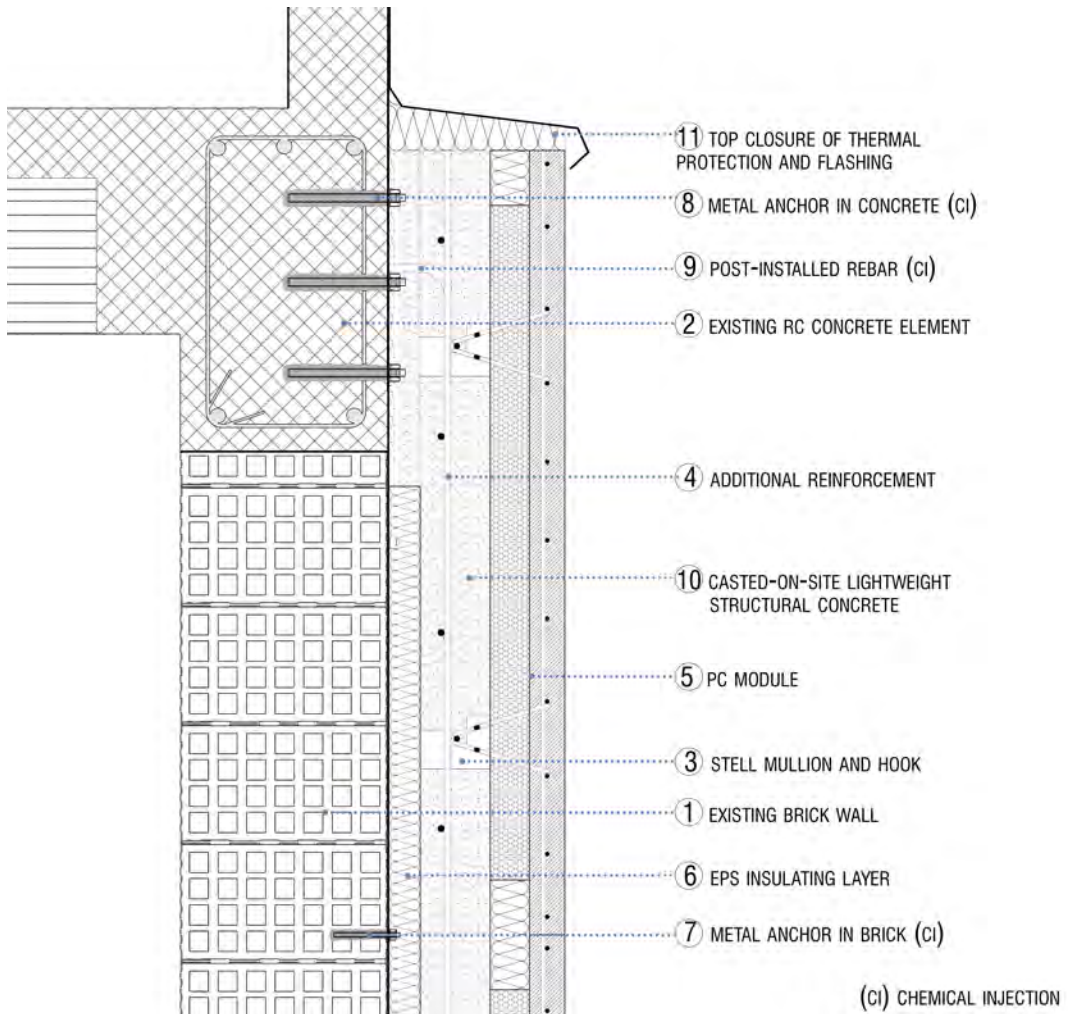 ⑪ TOP CLOSURE OF THERMAL
PROTECTION AND FLASHING
⑧ METAL ANCHOR IN CONCRETE (CI)
⑨ POST-INSTALLED REBAR (CI)
② EXISTING RC CONCRETE ELEMENT
④ ADDITIONAL REINFORCEMENT
⑩ CASTED-ON-SITE LIGHTWEIGHT
STRUCTURAL CONCRETE
⑤ PC MODULE
③ STELL MULLION AND HOOK
① EXISTING BRICK WALL
⑥ EPS INSULATING LAYER
⑦ METAL ANCHOR IN BRICK (CI)
(CI) CHEMICAL INJECTION